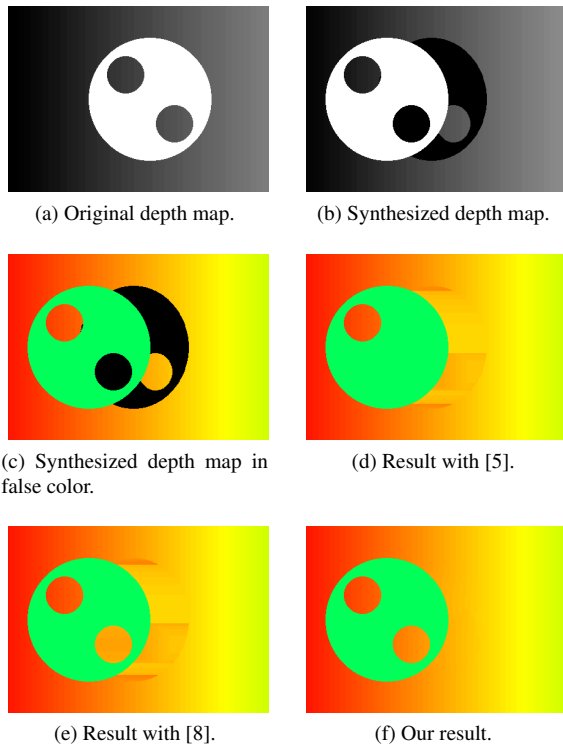 (a) Original depth map.
(b) Synthesized depth map.
(c) Synthesized depth map in
false color.
(d) Result with [5].
(e) Result with [8].
(f) Our result.